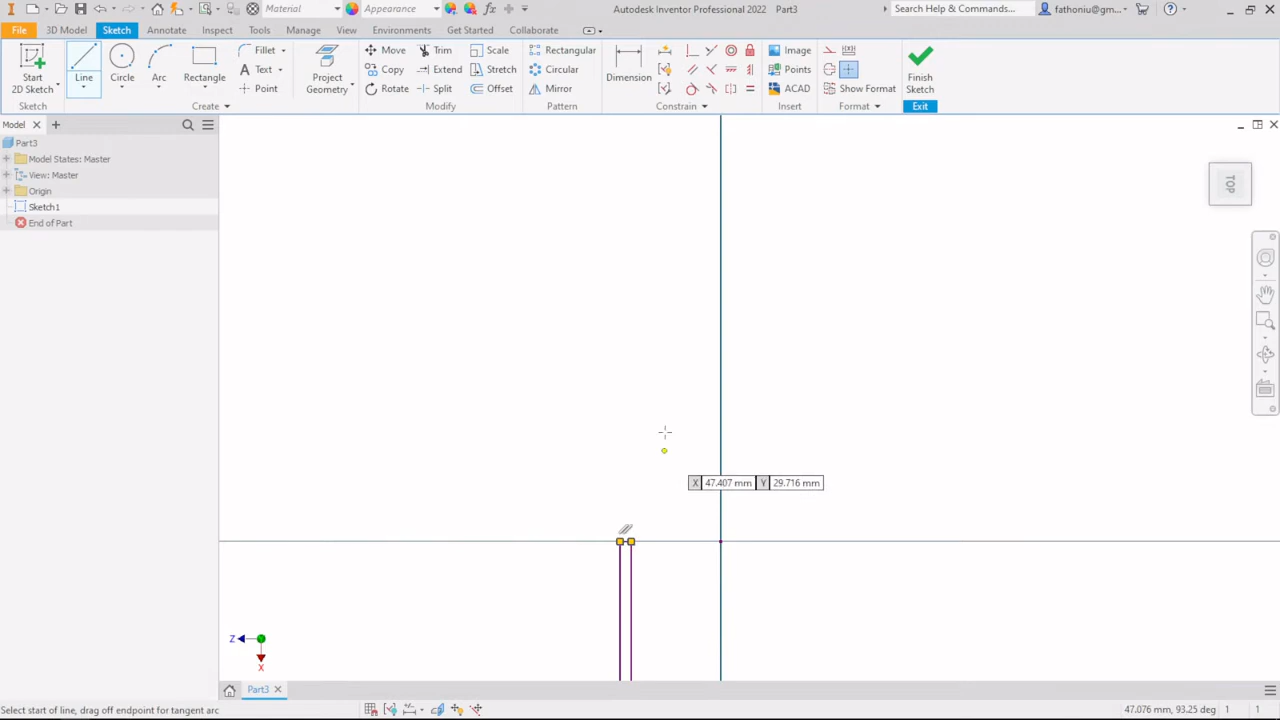 Material
Appearance
fx
Autodesk Inventor Professional 2022 Part3
Search Help & Commands...
fathoniu@gm...
File
3D Model
Sketch
Annotate
Inspect
Tools
Manage
View
Environments
Get Started
Collaborate
Start
2D Sketch
Line
Circle
Arc
Rectangle
Fillet
Text
Point
Project
Geometry
Move
Copy
Rotate
Trim
Extend
Split
Scale
Stretch
Offset
Rectangular
Circular
Mirror
Dimension
Image
Points
ACAD
Show Format
Finish
Sketch
Sketch
Create
Modify
Pattern
Constrain
Insert
Format
Exit
Model
Part3
Model States: Master
View: Master
Origin
Sketch1
End of Part
TOP
X 47.407 mm Y 29.716 mm
Z
X
Part3
Select start of line, drag off endpoint for tangent arc
47.076 mm, 93.25 deg 1 1